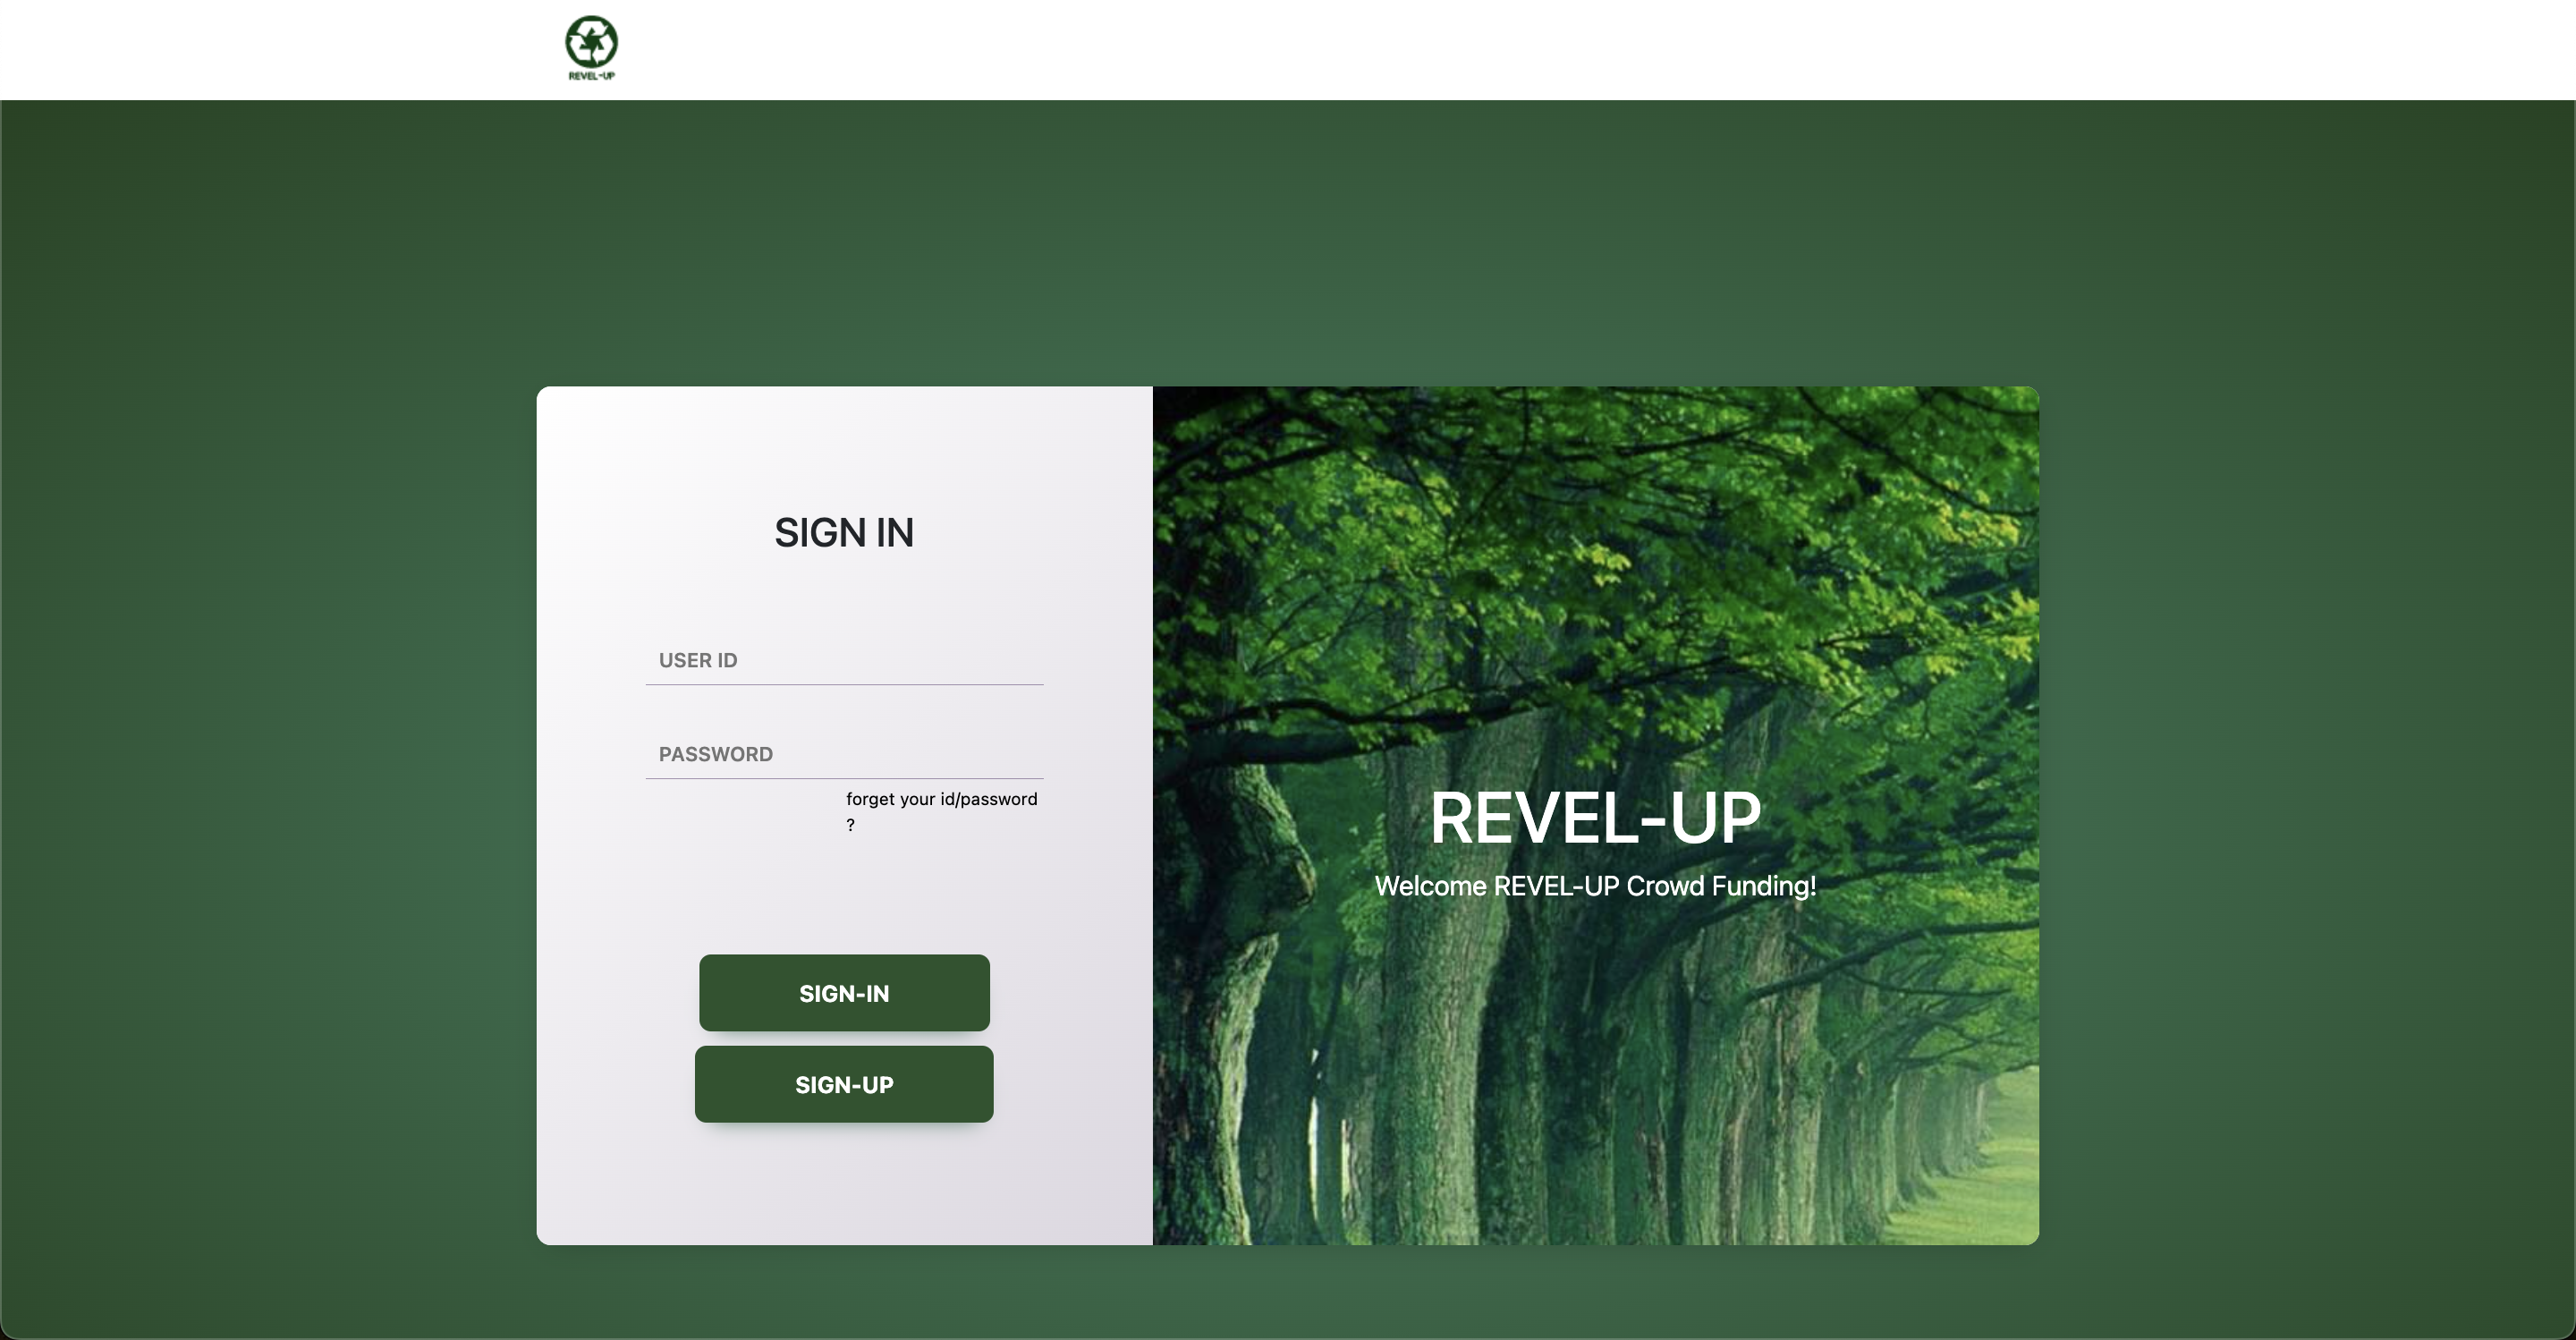 REVEL-UP
SIGN IN
USER ID
PASSWORD
forget your id/password
?
SIGN-IN
SIGN-UP
REVEL-UP
Welcome REVEL-UP Crowd Funding!